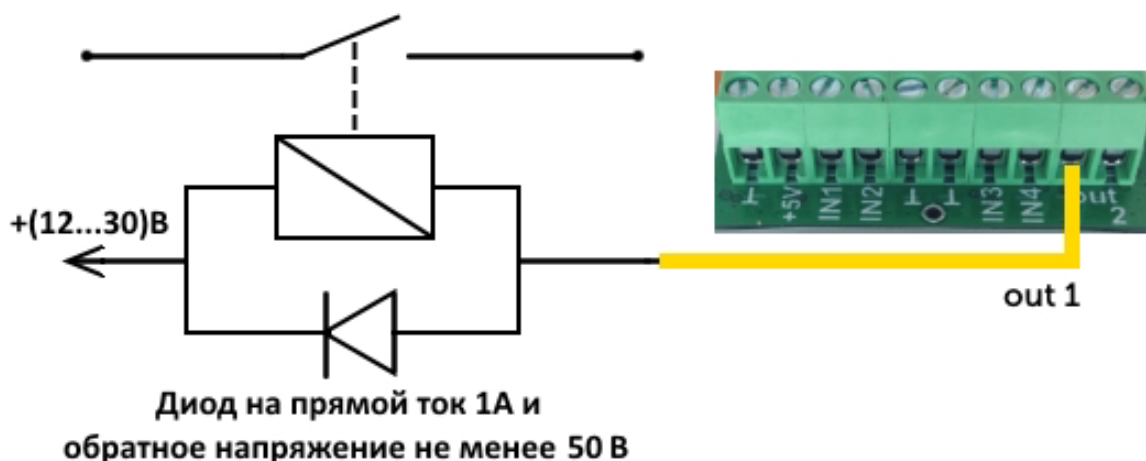 +(12...30)В
Диод на прямой ток 1А и
обратное напряжение не менее 50 В
⊥ +5V IN1 IN2 ⊥ ⊥ IN3 IN4 out 2
out 1